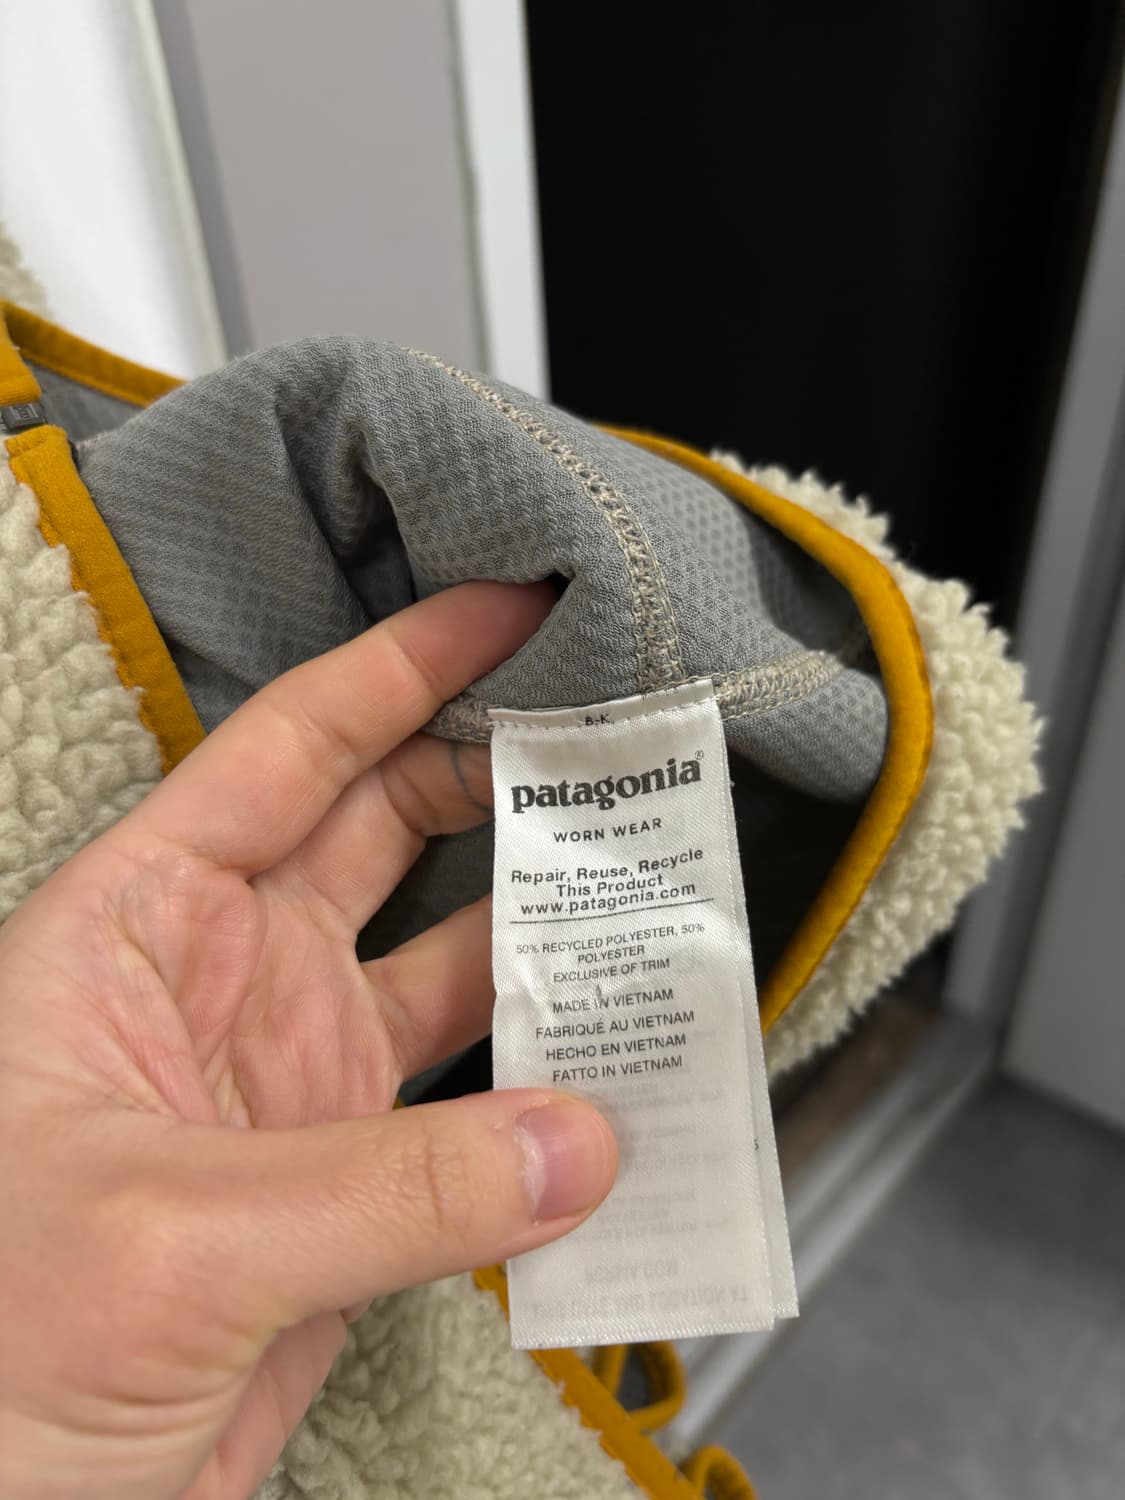 B-K
patagonia®
WORN WEAR
Repair, Reuse, Recycle
This Product
www.patagonia.com
50% RECYCLED POLYESTER, 50%
POLYESTER
EXCLUSIVE OF TRIM
MADE IN VIETNAM
FABRIQUÉ AU VIETNAM
HECHO EN VIETNAM
FATTO IN VIETNAM